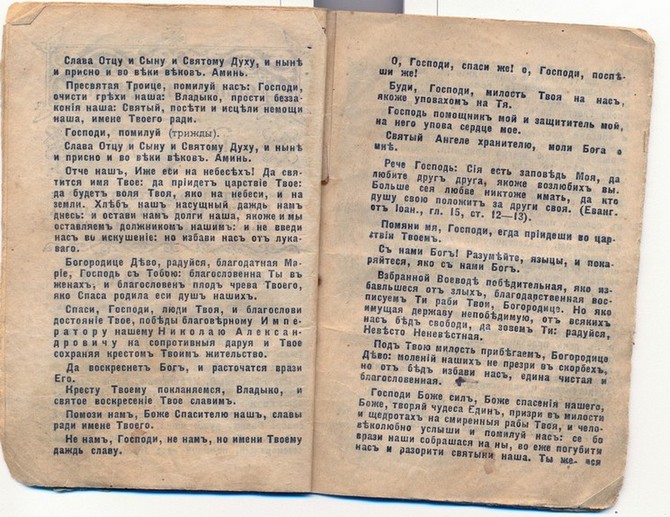 Слава Отцу и Сыну и Святому Духу, и нынѣ
и присно и во вѣки вѣковъ. Аминь.
Пресвятая Троице, помилуй насъ: Господи,
очисти грѣхи наша: Владыко, прости безза-
конія наша: Святый, посѣти и исцѣли немощи
наша, имене Твоего ради.
Господи, помилуй (трижды).
Слава Отцу и Сыну и Святому Духу, и нынѣ
и присно и во вѣки вѣковъ. Аминь.
Отче нашъ, Иже еси на небесѣхъ! Да свя-
тится имя Твое: да пріидетъ царствіе Твое:
да будетъ воля Твоя, яко на небеси, и на
земли. Хлѣбъ нашъ насущный даждь намъ
днесь: и остави намъ долги наша, якоже и мы
оставляемъ должникомъ нашимъ: и не введи
насъ во искушеніе: но избави насъ отъ лука-
ваго.
Богородице Дѣво, радуйся, благодатная Ма-
ріе, Господь съ Тобою: благословенна Ты въ
женахъ, и благословенъ плодъ чрева Твоего,
яко Спаса родила еси душъ нашихъ.
Спаси, Господи, люди Твоя, и благослови
достояніе Твое, побѣды благовѣрному Импе-
ратору нашему Николаю Алексан-
дровичу на сопротивныя даруя и Твое
сохраняя крестомъ Твоимъ жительство.
Да воскреснетъ Богъ, и расточатся врази
Его.
Кресту Твоему покланяемся, Владыко, и
святое воскресеніе Твое славимъ.
Помози намъ, Боже Спасителю нашъ, славы
ради имене Твоего.
Не намъ, Господи, не намъ, но имени Твоему
даждь славу.
О, Господи, спаси же! о, Господи, поспѣ-
ши же!
Буди, Господи, милость Твоя на насъ,
якоже уповахомъ на Тя.
Господь помощникъ мой и защититель мой,
на него упова сердце мое.
Святый Ангеле хранителю, моли Бога о
мнѣ.
Рече Господь: Сія есть заповѣдь Моя, да
любите другъ друга, якоже возлюбихъ вы.
Больше сея любве никтоже имать, да кто
душу свою положитъ за други своя. (Еванг.
отъ Іоан., гл. 15, ст. 12—13).
Помяни мя, Господи, егда пріидеши во цар-
ствіи Твоемъ.
Съ нами Богъ! Разумѣйте, языцы, и пока-
ряйтеся, яко съ нами Богъ.
Взбранной Воеводѣ побѣдительная, яко из-
бавльшеся отъ злыхъ, благодарственная вос-
писуемъ Ти раби Твои, Богородице. Но яко
имущая державу непобѣдимую, отъ всякихъ
насъ бѣдъ свободи, да зовемъ Ти: радуйся,
Невѣсто Неневѣстная.
Подъ Твою милость прибѣгаемъ, Богородице
Дѣво: моленій нашихъ не презри въ скорбехъ,
но отъ бѣдъ избави насъ, едина чистая и
благословенная.
Господи Боже силъ, Боже спасенія нашего,
Боже, творяй чудеса Единъ, призри въ милости
и щедротахъ на смиренныя рабы Твоя, и чело-
вѣколюбно услыши и помилуй насъ: се бо
врази наши собрашася на ны, во еже погубити
насъ и разорити святыни наша. Ты же вся